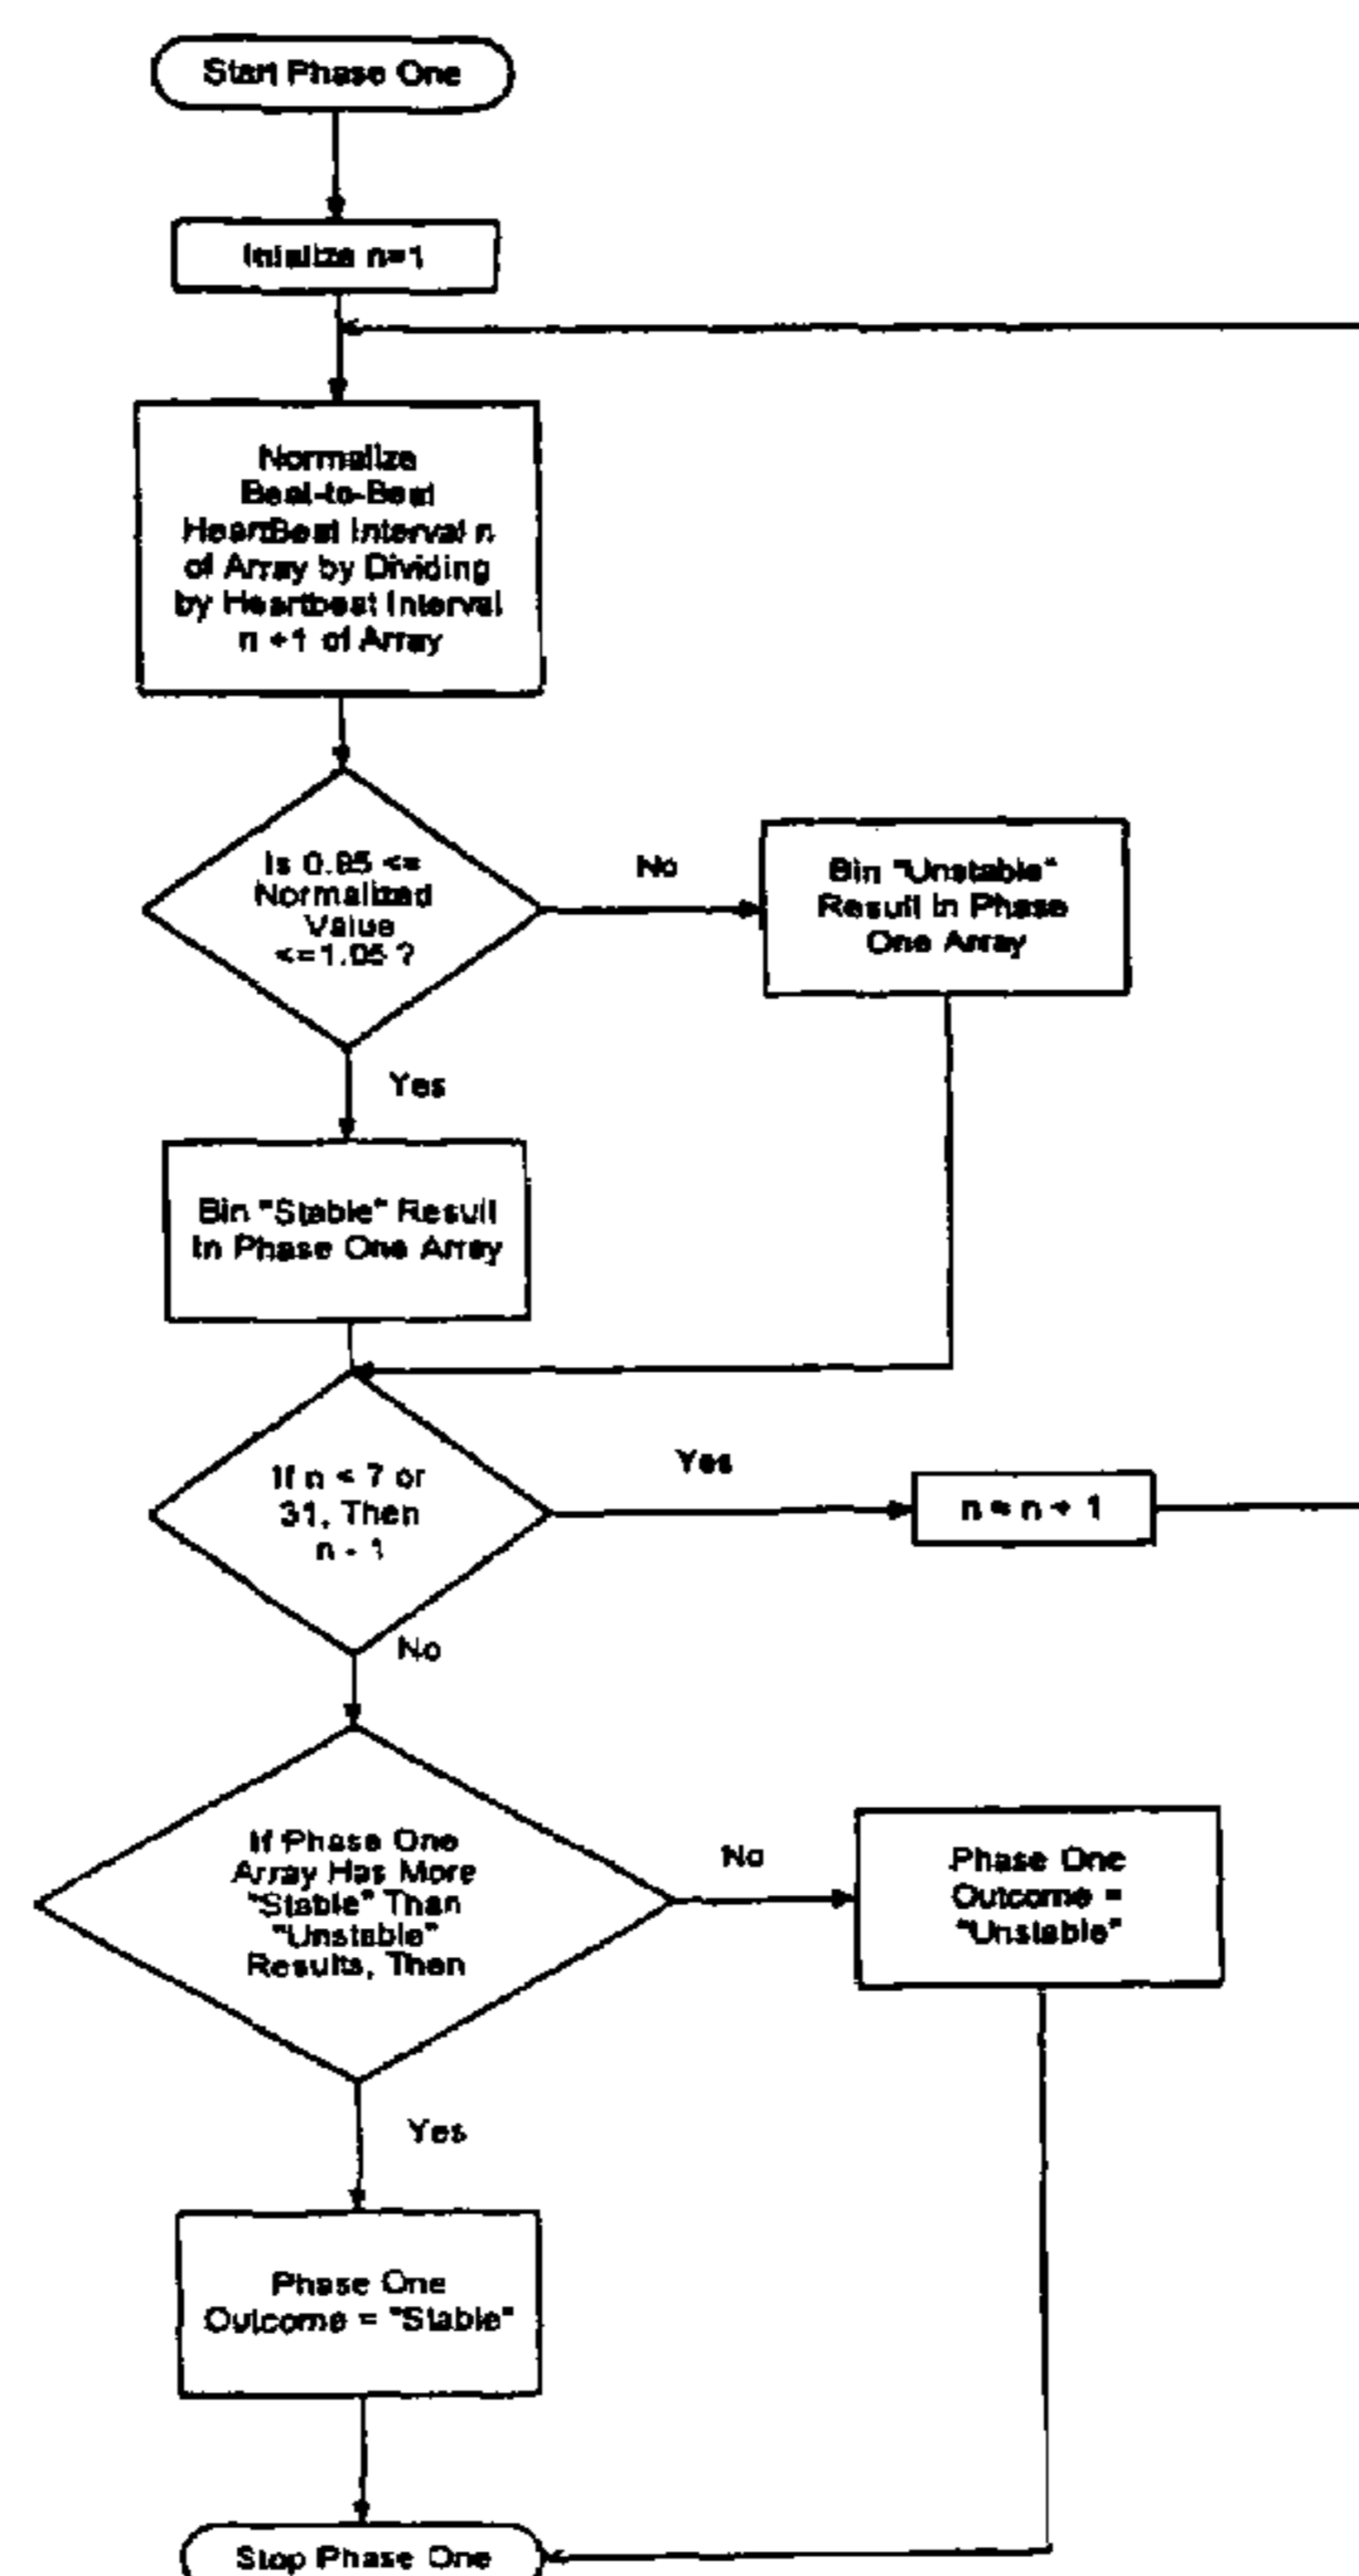 Start Phase One
Inialize n=1
Normalize
Beat-to-Beat
HeartBeat Interval n
of Array by Dividing
by Heartbeat Interval
n +1 of Array
Is 0.95 <=
Normalized
Value
<=1.05 ?
No
Bin "Unstable"
Result in Phase
One Array
Yes
Bin "Stable" Result
In Phase One Array
If n < 7 or
31, Then
n - 1
Yes
n = n + 1
No
If Phase One
Array Has More
"Stable" Than
"Unstable"
Results, Then
No
Phase One
Outcome =
"Unstable"
Yes
Phase One
Outcome = "Stable"
Stop Phase One